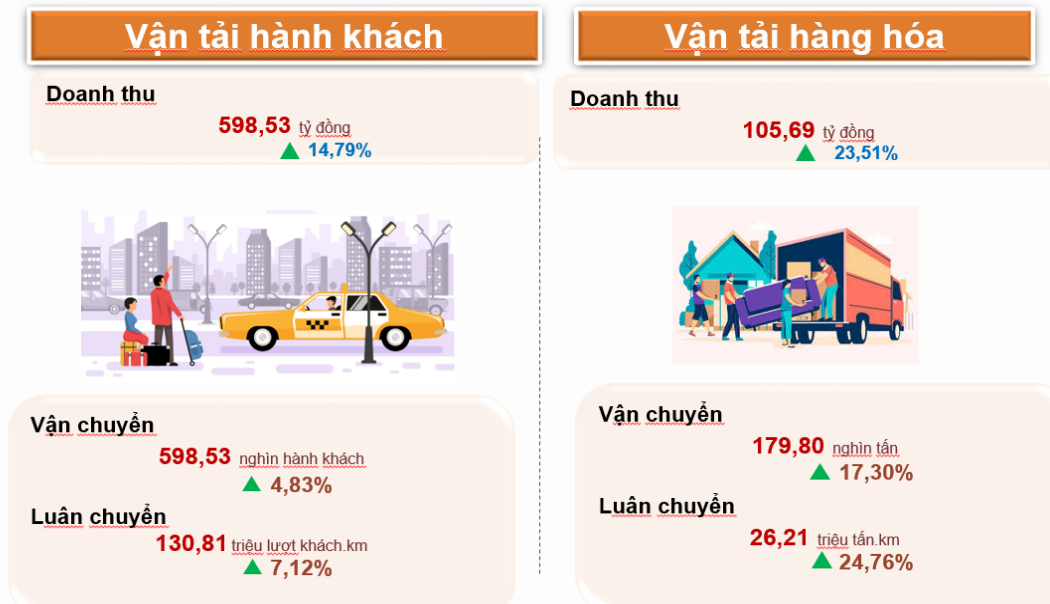 Vận tải hành khách
Doanh thu
598,53 tỷ đồng
14,79%
Vận chuyển
598,53 nghìn hành khách
4,83%
Luân chuyển
130,81 triệu lượt khách.km
7,12%
Vận tải hàng hóa
Doanh thu
105,69 tỷ đồng
23,51%
Vận chuyển
179,80 nghìn tấn
17,30%
Luân chuyển
26,21 triệu tấn.km
24,76%